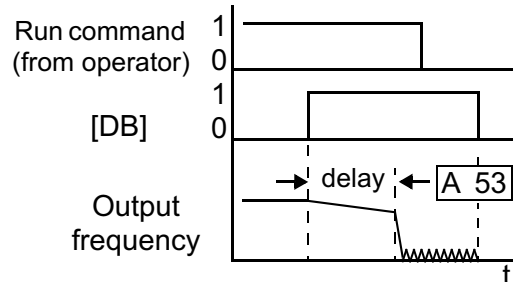 Run command
(from operator)
1
0
[DB]
1
0
delay
A 53
Output
frequency
t